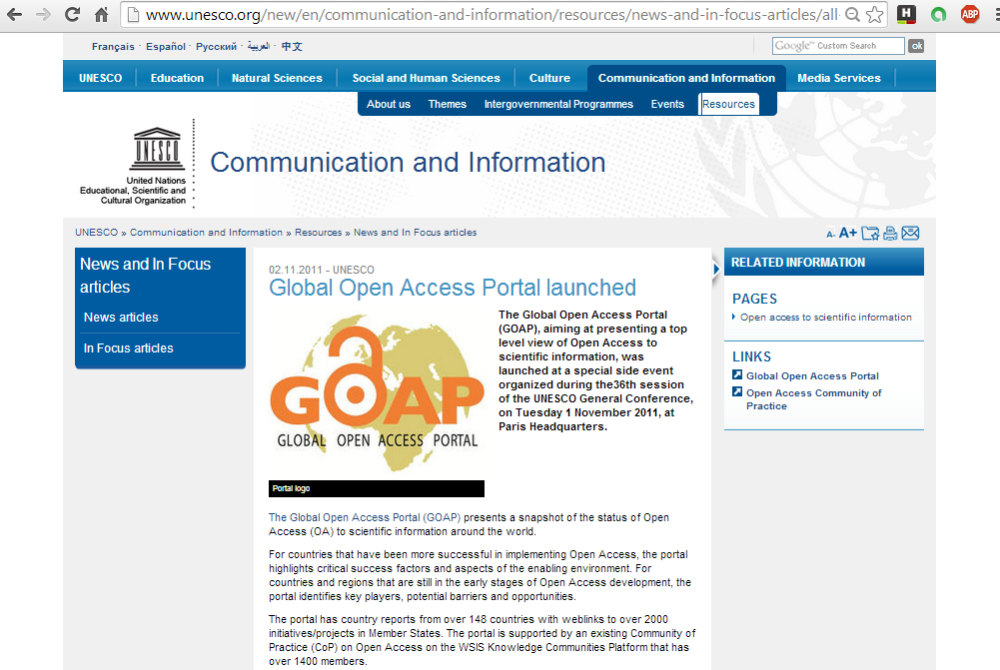 www.unesco.org/new/en/communication-and-information/resources/news-and-in-focus-articles/all-
H
ABP
Français · Español · Русский · العربية · 中文
Google™ Custom Search
ok
UNESCO
Education
Natural Sciences
Social and Human Sciences
Culture
Communication and Information
Media Services
About us
Themes
Intergovernmental Programmes
Events
Resources
UNESCO
United Nations
Educational, Scientific and
Cultural Organization
Communication and Information
UNESCO » Communication and Information » Resources » News and In Focus articles
A- A+
News and In Focus
articles
News articles
In Focus articles
02.11.2011 - UNESCO
Global Open Access Portal launched
GOAP
GLOBAL OPEN ACCESS PORTAL
Portal logo
The Global Open Access Portal
(GOAP), aiming at presenting a top
level view of Open Access to
scientific information, was
launched at a special side event
organized during the36th session
of the UNESCO General Conference,
on Tuesday 1 November 2011, at
Paris Headquarters.
The Global Open Access Portal (GOAP) presents a snapshot of the status of Open
Access (OA) to scientific information around the world.
For countries that have been more successful in implementing Open Access, the portal
highlights critical success factors and aspects of the enabling environment. For
countries and regions that are still in the early stages of Open Access development, the
portal identifies key players, potential barriers and opportunities.
The portal has country reports from over 148 countries with weblinks to over 2000
initiatives/projects in Member States. The portal is supported by an existing Community of
Practice (CoP) on Open Access on the WSIS Knowledge Communities Platform that has
over 1400 members.
RELATED INFORMATION
PAGES
Open access to scientific information
LINKS
Global Open Access Portal
Open Access Community of
Practice